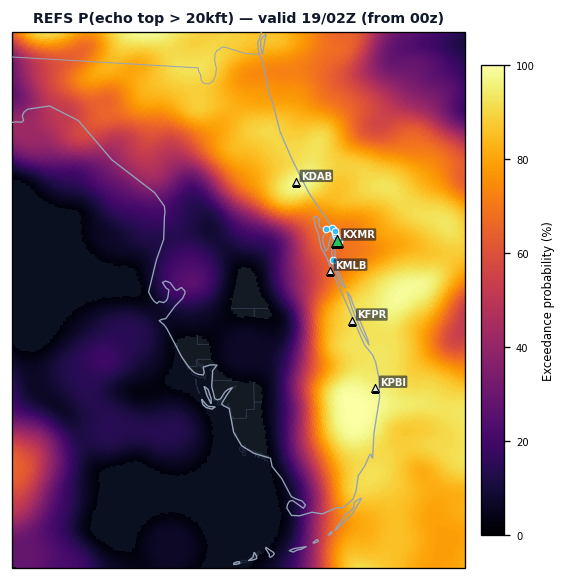 REFS P(echo top > 20kft) — valid 19/02Z (from 00z)
KDAB
KXMR
KMLB
KFPR
KPBI
100
80
60
40
20
0
Exceedance probability (%)